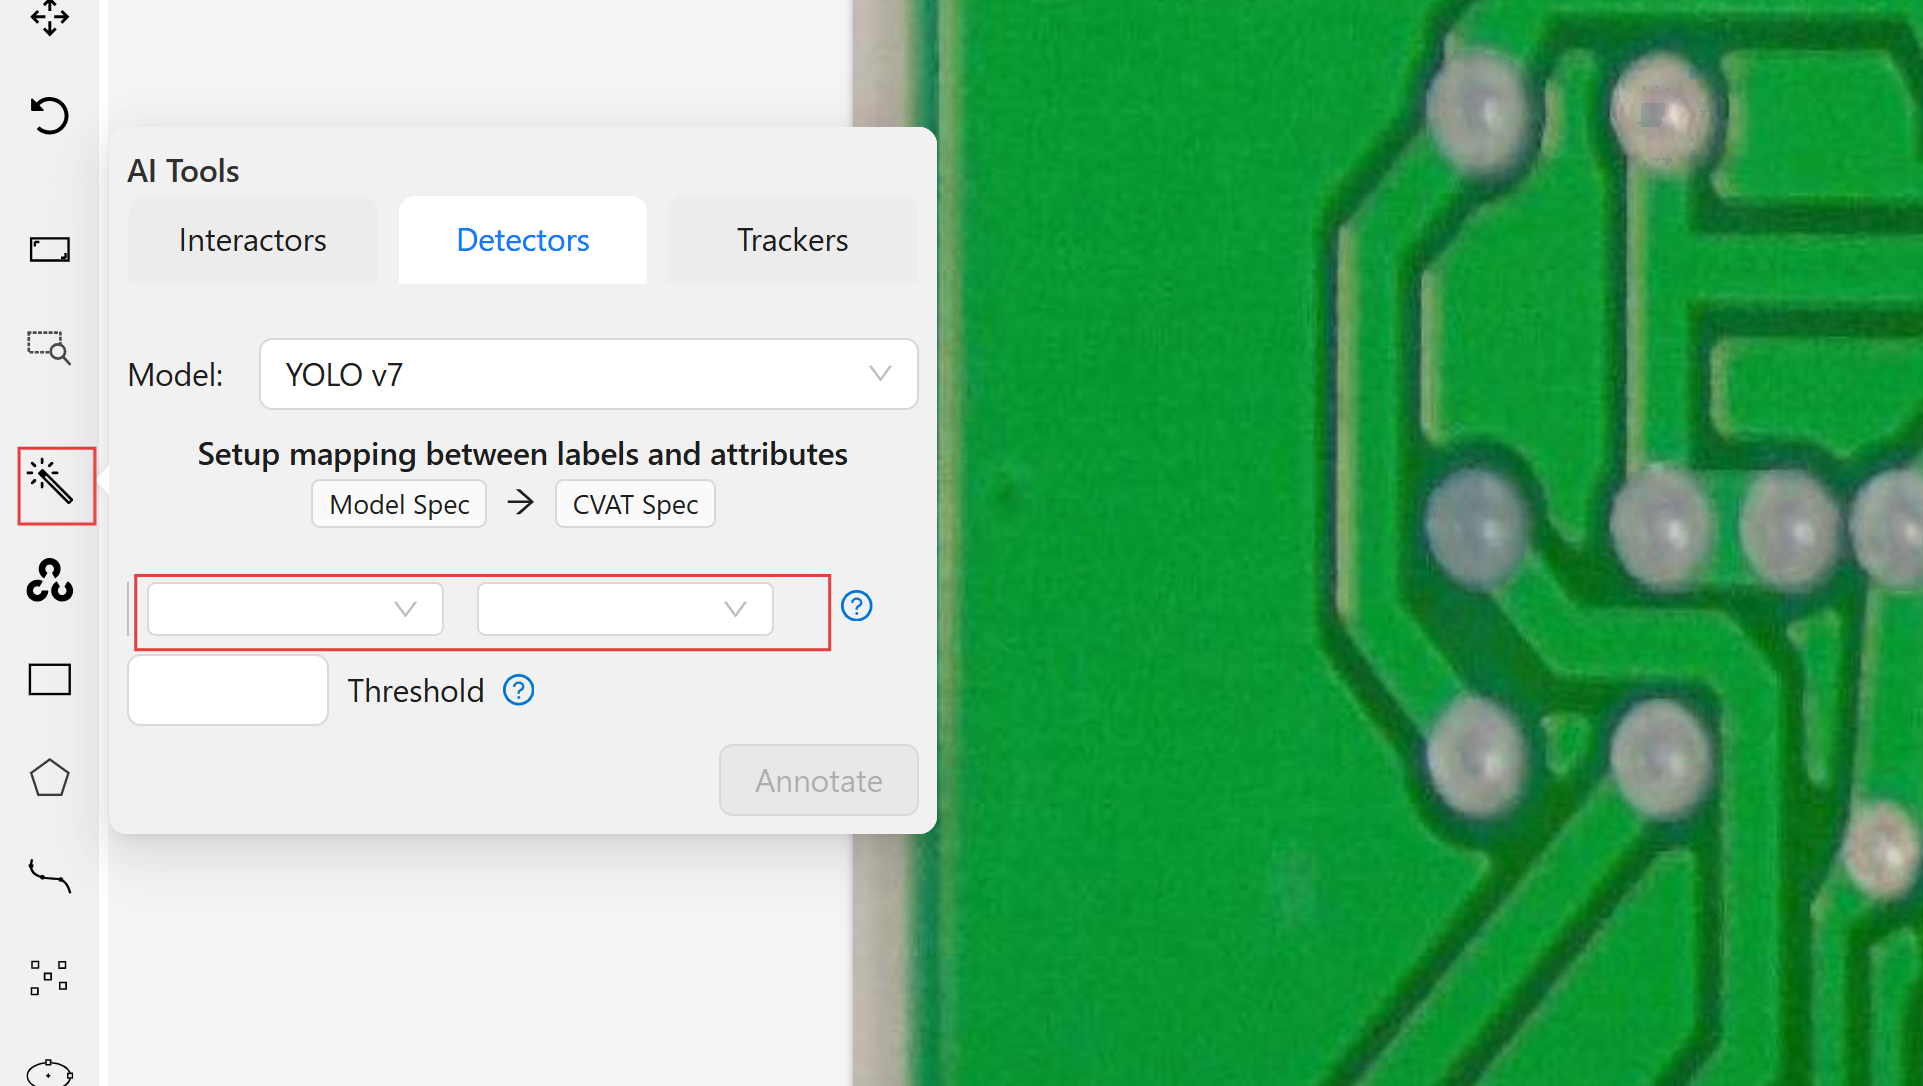 AI Tools
Interactors
Detectors
Trackers
Model:
YOLO v7
Setup mapping between labels and attributes
Model Spec
CVAT Spec
Threshold
Annotate